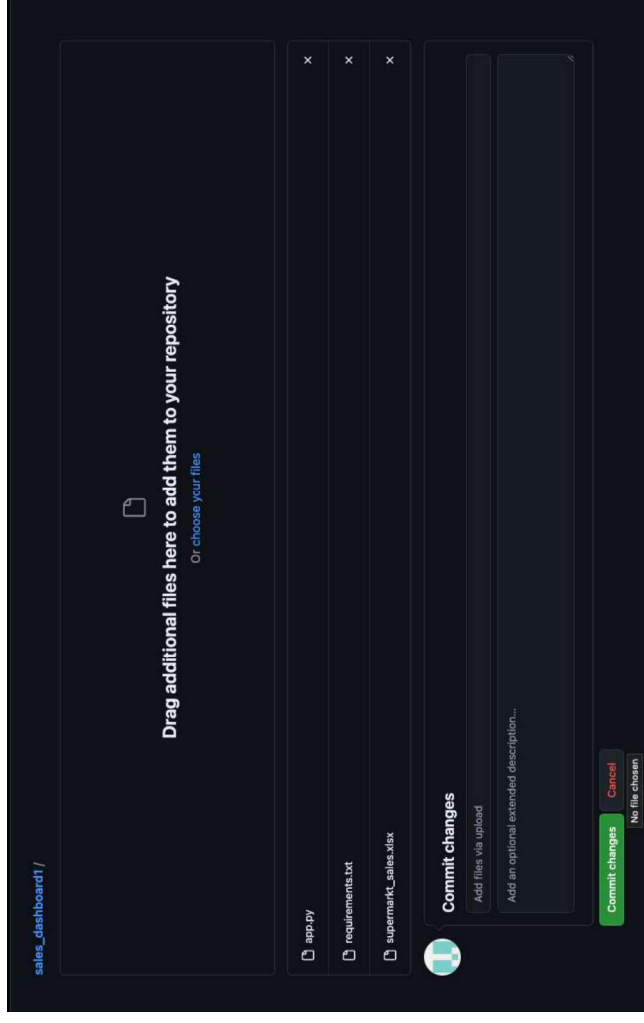 sales_dashboard1 /
Drag additional files here to add them to your repository
Or choose your files
app.py
requirements.txt
supermarkt_sales.xlsx
Commit changes
Add files via upload
Add an optional extended description...
Commit changes
Cancel
No file chosen